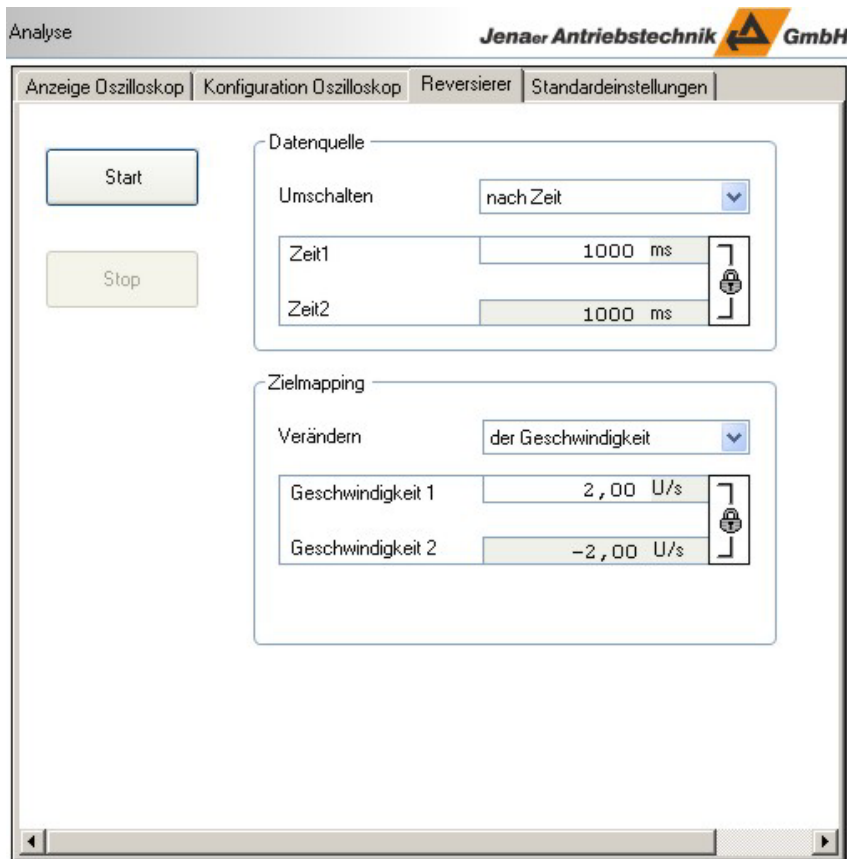 Analyse
Jenaer Antriebstechnik GmbH
Anzeige Oszilloskop
Konfiguration Oszilloskop
Reversierer
Standardeinstellungen
Start
Stop
Datenquelle
Umschalten nach Zeit
Zeit1 1000 ms
Zeit2 1000 ms
Zielmapping
Verändern der Geschwindigkeit
Geschwindigkeit 1 2,00 U/s
Geschwindigkeit 2 -2,00 U/s